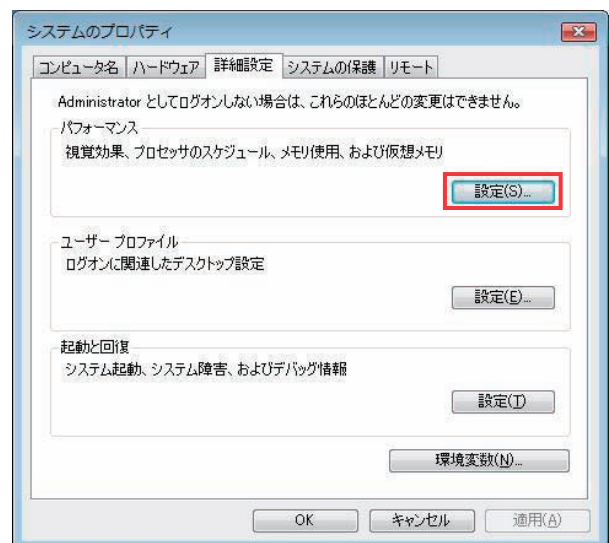 システムのプロパティ
コンピュータ名 ハードウェア 詳細設定 システムの保護 リモート
Administrator としてログオンしない場合は、これらのほとんどの変更はできません。
パフォーマンス
視覚効果、プロセッサのスケジュール、メモリ使用、および仮想メモリ
設定(S)...
ユーザー プロファイル
ログオンに関連したデスクトップ設定
設定(E)...
起動と回復
システム起動、システム障害、およびデバッグ情報
設定(T)
環境変数(N)...
OK キャンセル 適用(A)